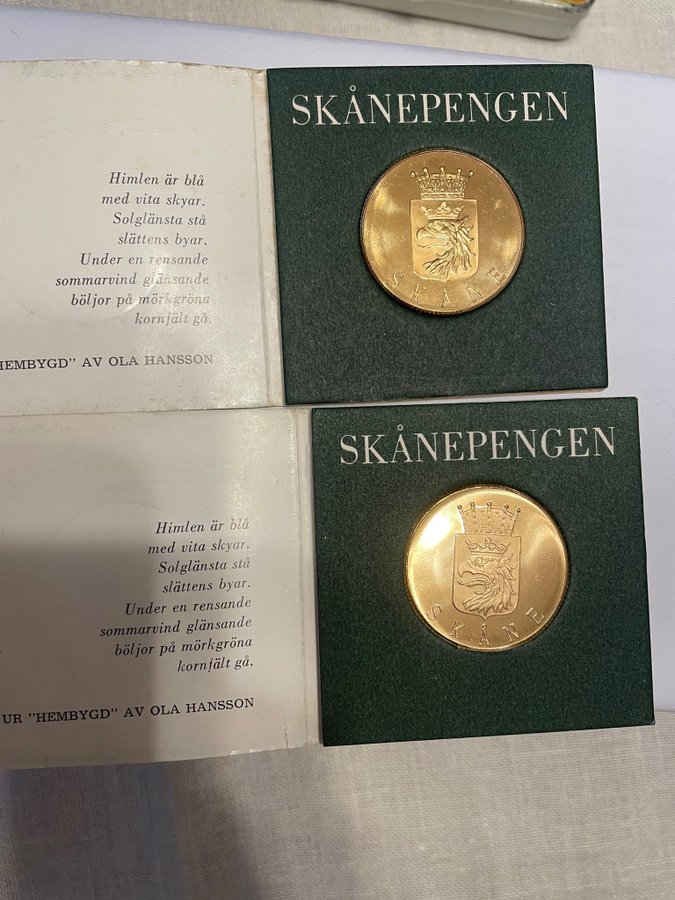 Himlen är blå
med vita skyar.
Solglänsta stå
slättens byar.
Under en rensande
sommarvind glänsande
böljor på mörkgröna
kornfält gå.
HEMBYGD" AV OLA HANSSON
SKÅNEPENGEN
SKÅNE
Himlen är blå
med vita skyar.
Solglänsta stå
slättens byar.
Under en rensande
sommarvind glänsande
böljor på mörkgröna
kornfält gå.
UR "HEMBYGD" AV OLA HANSSON
SKÅNEPENGEN
SKÅNE